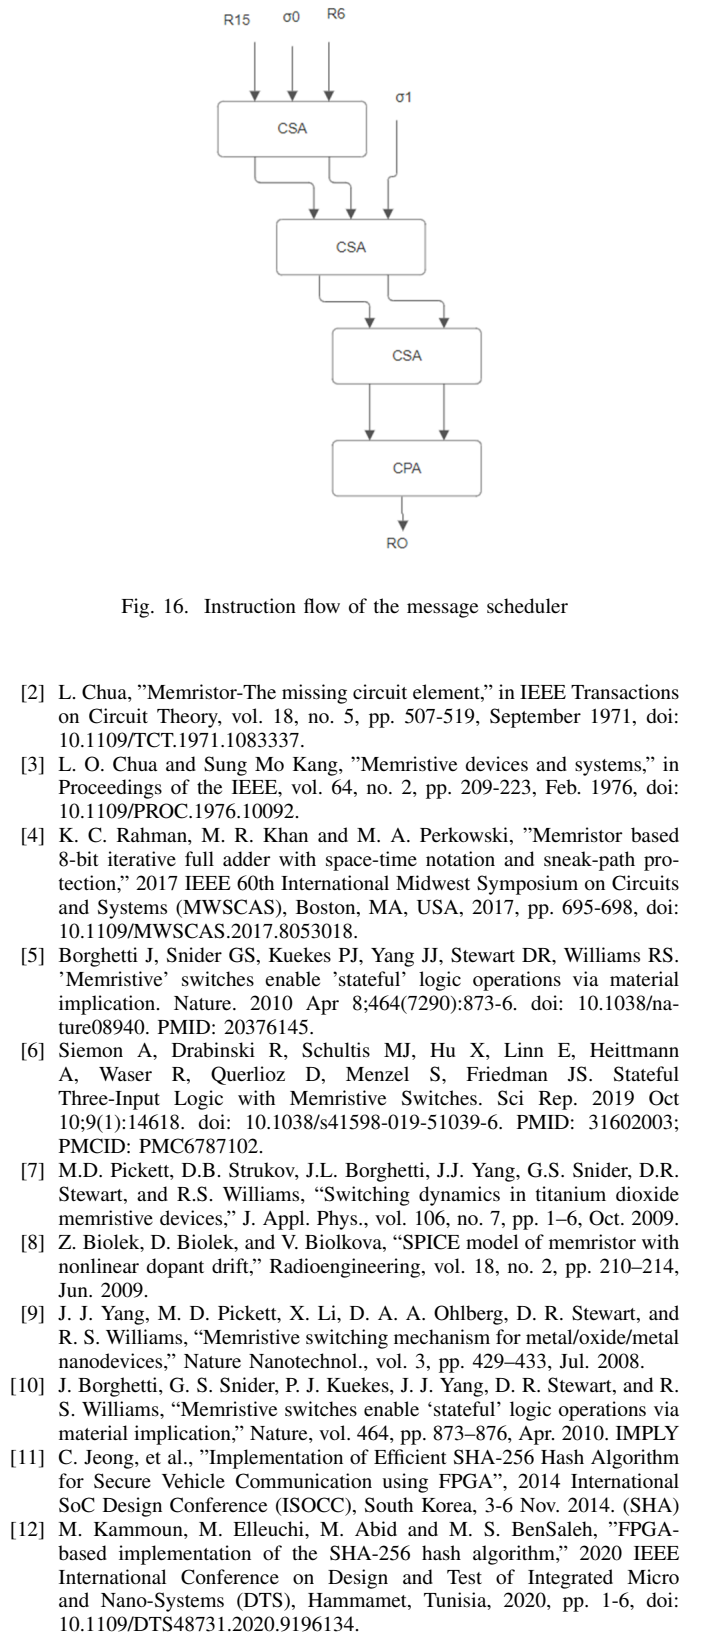 R15 σ0 R6
σ1
CSA
CSA
CSA
CPA
RO
Fig. 16. Instruction flow of the message scheduler
[2] L. Chua, ”Memristor-The missing circuit element,” in IEEE Transactions
on Circuit Theory, vol. 18, no. 5, pp. 507-519, September 1971, doi:
10.1109/TCT.1971.1083337.
[3] L. O. Chua and Sung Mo Kang, ”Memristive devices and systems,” in
Proceedings of the IEEE, vol. 64, no. 2, pp. 209-223, Feb. 1976, doi:
10.1109/PROC.1976.10092.
[4] K. C. Rahman, M. R. Khan and M. A. Perkowski, ”Memristor based
8-bit iterative full adder with space-time notation and sneak-path pro-
tection,” 2017 IEEE 60th International Midwest Symposium on Circuits
and Systems (MWSCAS), Boston, MA, USA, 2017, pp. 695-698, doi:
10.1109/MWSCAS.2017.8053018.
[5] Borghetti J, Snider GS, Kuekes PJ, Yang JJ, Stewart DR, Williams RS.
’Memristive’ switches enable ’stateful’ logic operations via material
implication. Nature. 2010 Apr 8;464(7290):873-6. doi: 10.1038/na-
ture08940. PMID: 20376145.
[6] Siemon A, Drabinski R, Schultis MJ, Hu X, Linn E, Heittmann
A, Waser R, Querlioz D, Menzel S, Friedman JS. Stateful
Three-Input Logic with Memristive Switches. Sci Rep. 2019 Oct
10;9(1):14618. doi: 10.1038/s41598-019-51039-6. PMID: 31602003;
PMCID: PMC6787102.
[7] M.D. Pickett, D.B. Strukov, J.L. Borghetti, J.J. Yang, G.S. Snider, D.R.
Stewart, and R.S. Williams, “Switching dynamics in titanium dioxide
memristive devices,” J. Appl. Phys., vol. 106, no. 7, pp. 1–6, Oct. 2009.
[8] Z. Biolek, D. Biolek, and V. Biolkova, “SPICE model of memristor with
nonlinear dopant drift,” Radioengineering, vol. 18, no. 2, pp. 210–214,
Jun. 2009.
[9] J. J. Yang, M. D. Pickett, X. Li, D. A. A. Ohlberg, D. R. Stewart, and
R. S. Williams, “Memristive switching mechanism for metal/oxide/metal
nanodevices,” Nature Nanotechnol., vol. 3, pp. 429–433, Jul. 2008.
[10] J. Borghetti, G. S. Snider, P. J. Kuekes, J. J. Yang, D. R. Stewart, and R.
S. Williams, “Memristive switches enable ‘stateful’ logic operations via
material implication,” Nature, vol. 464, pp. 873–876, Apr. 2010. IMPLY
[11] C. Jeong, et al., ”Implementation of Efficient SHA-256 Hash Algorithm
for Secure Vehicle Communication using FPGA”, 2014 International
SoC Design Conference (ISOCC), South Korea, 3-6 Nov. 2014. (SHA)
[12] M. Kammoun, M. Elleuchi, M. Abid and M. S. BenSaleh, ”FPGA-
based implementation of the SHA-256 hash algorithm,” 2020 IEEE
International Conference on Design and Test of Integrated Micro
and Nano-Systems (DTS), Hammamet, Tunisia, 2020, pp. 1-6, doi:
10.1109/DTS48731.2020.9196134.